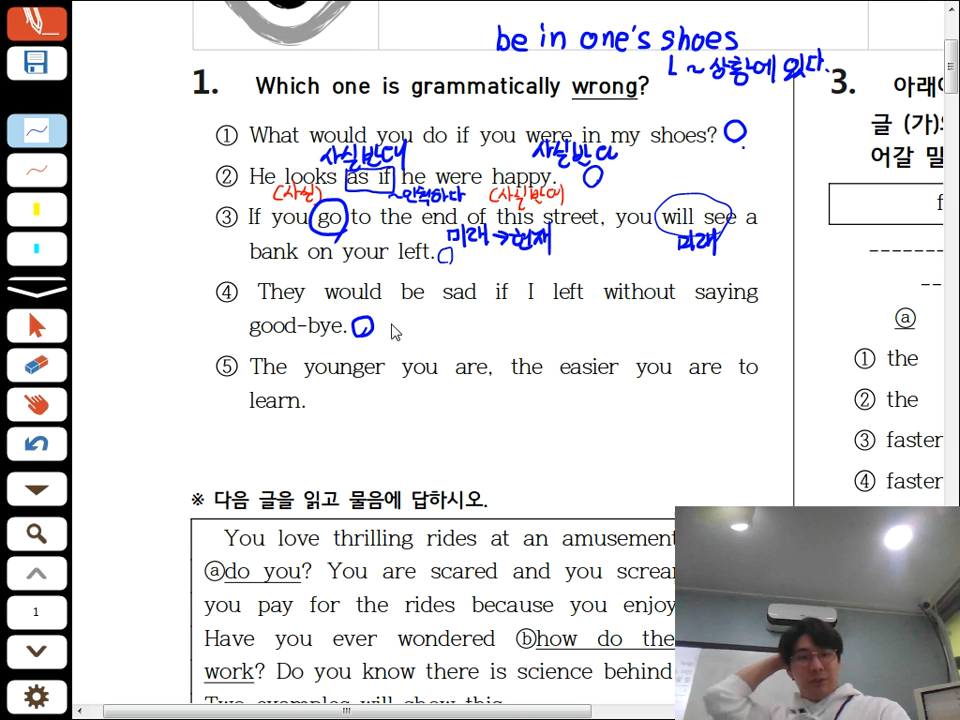 be in one's shoes
L ~ 상황에 있다.
1. Which one is grammatically wrong?
① What would you do if you were in my shoes?
사실반대 사실반대
② He looks as if he were happy.
(사실) ~인척하다 (사실반대)
③ If you go to the end of this street, you will see a
미래→현재 미래
bank on your left.
④ They would be sad if I left without saying
good-bye.
⑤ The younger you are, the easier you are to
learn.
※ 다음 글을 읽고 물음에 답하시오.
You love thrilling rides at an amusement
ⓐdo you? You are scared and you screa
you pay for the rides because you enjoy
Have you ever wondered ⓑhow do the
work? Do you know there is science behind
Two examples will show this
3. 아래에
글 (가)의
어갈 말
f
ⓐ
① the
② the
③ faster
④ faster
1